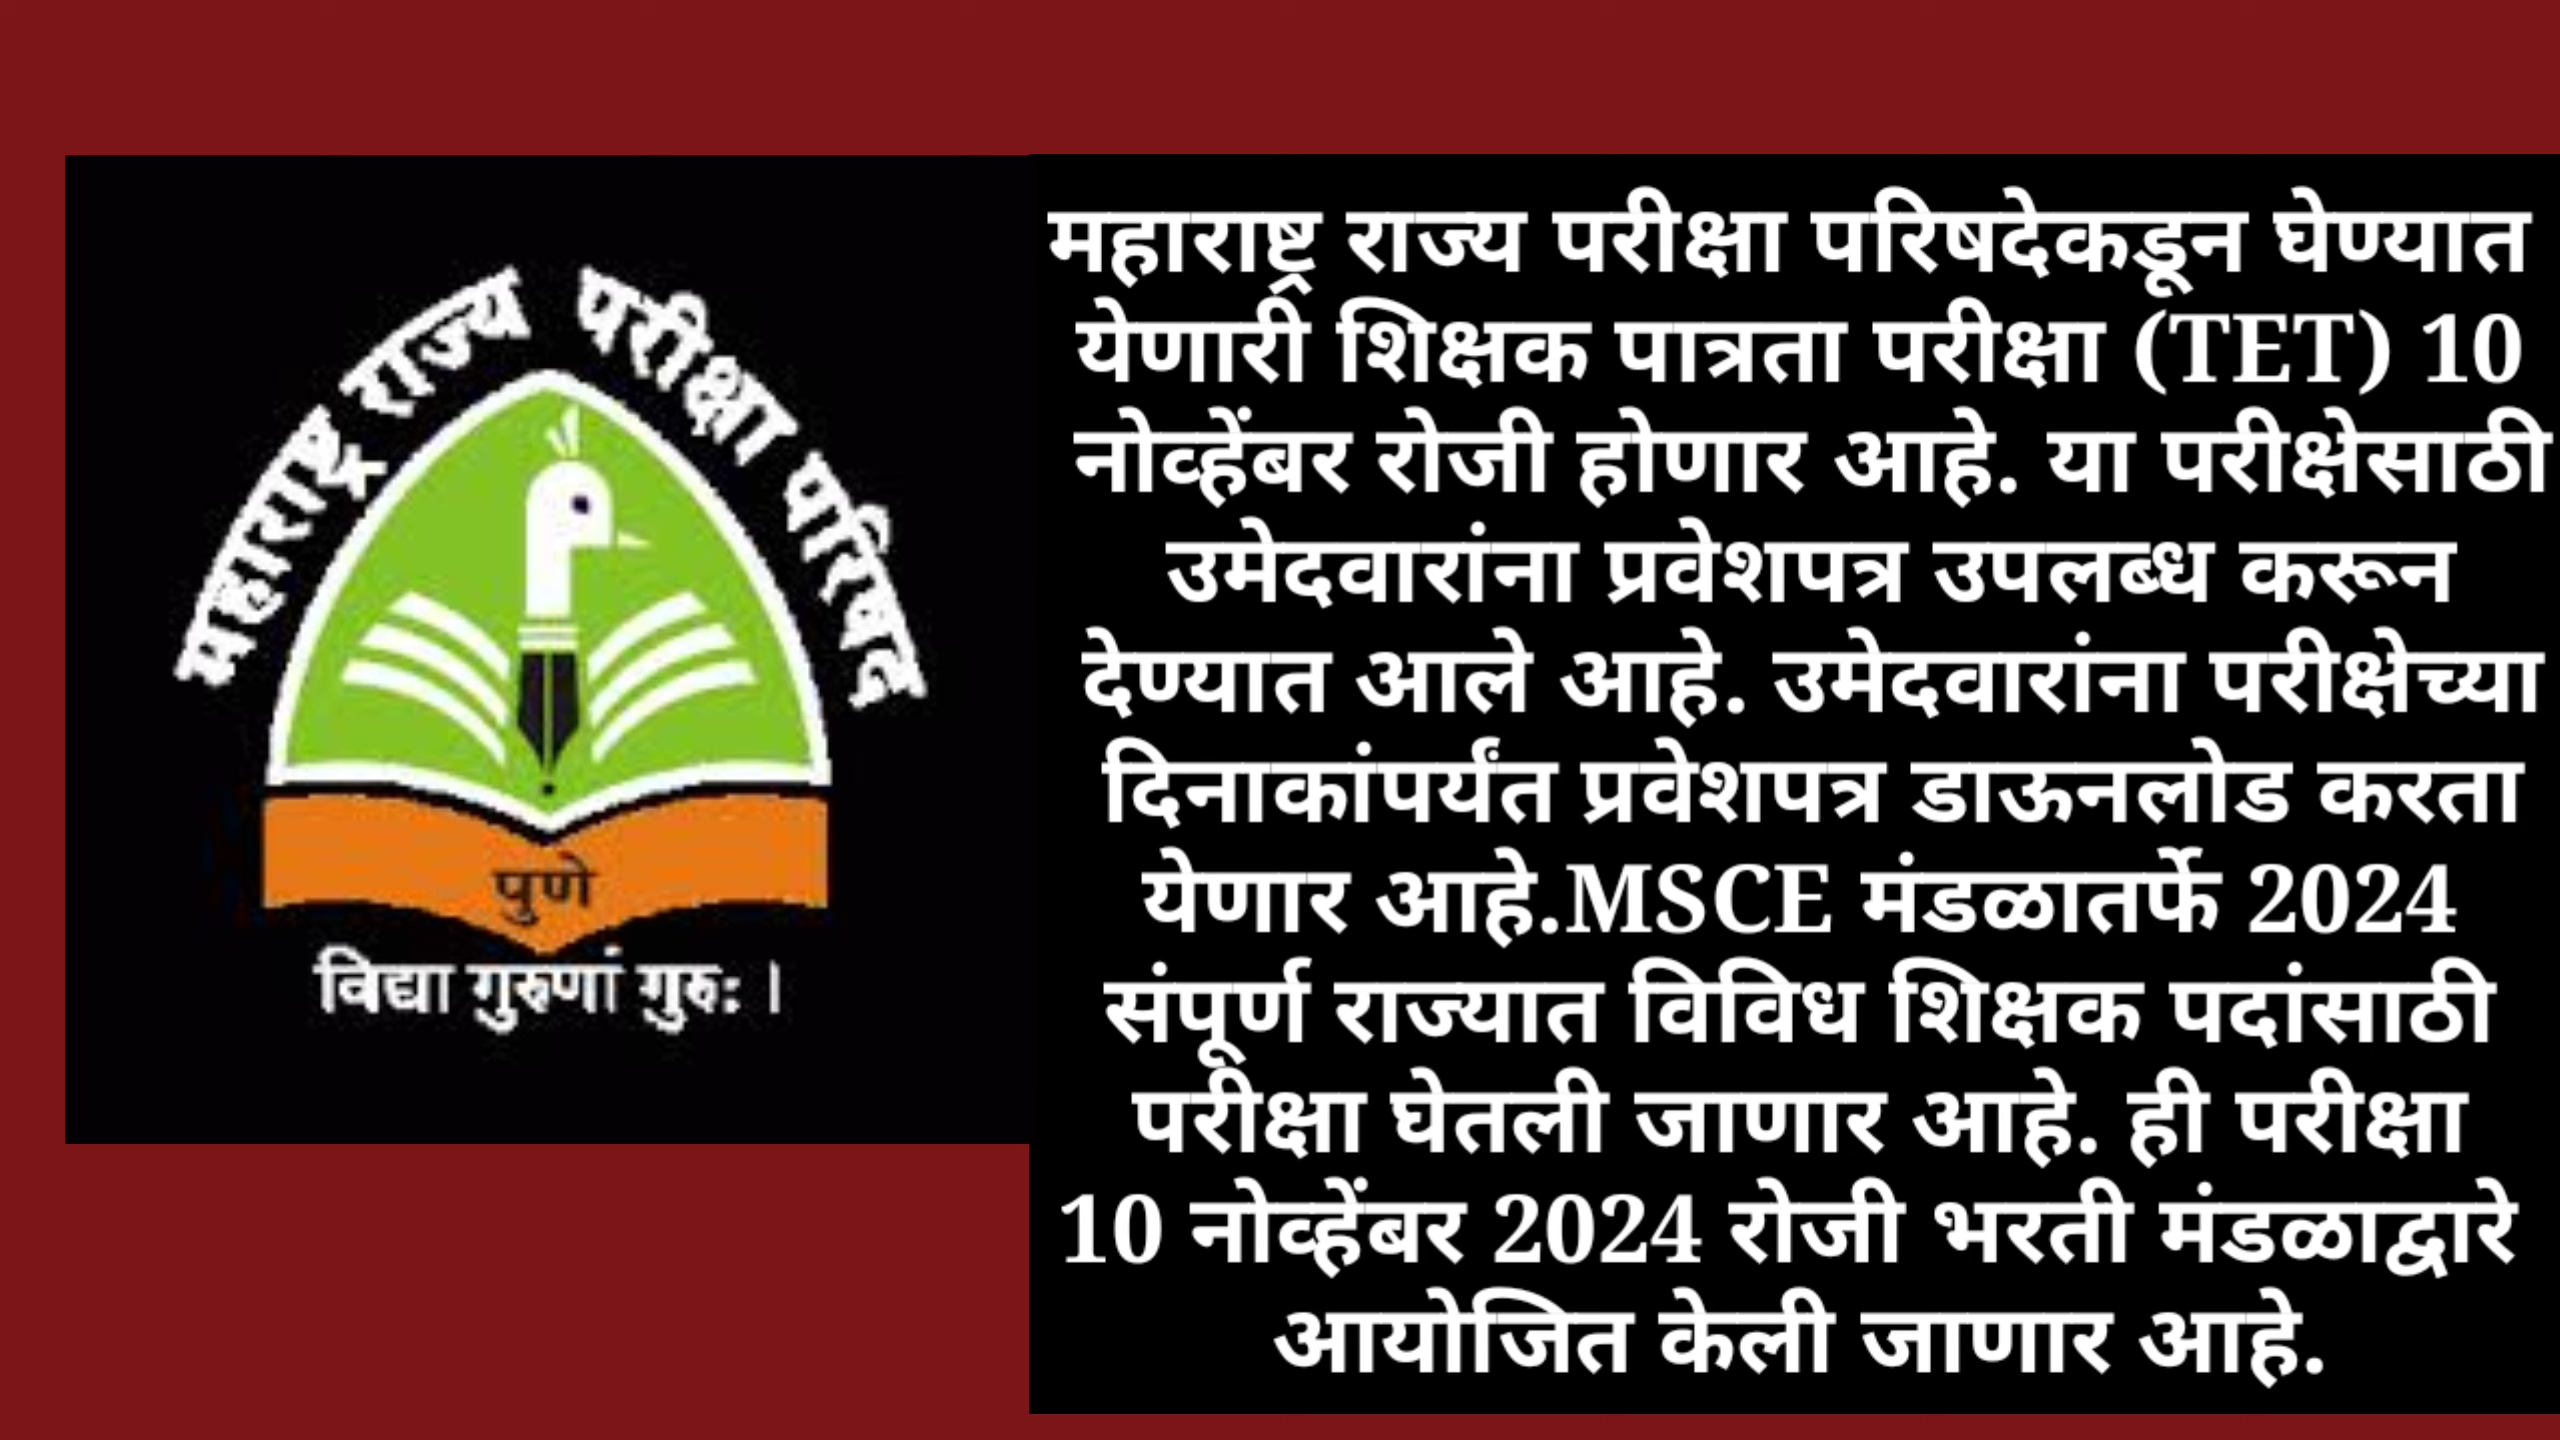 महाराष्ट्र राज्य परीक्षा परिषद
पुणे
विद्या गुरुणां गुरुः ।
महाराष्ट्र राज्य परीक्षा परिषदेकडून घेण्यात
येणारी शिक्षक पात्रता परीक्षा (TET) 10
नोव्हेंबर रोजी होणार आहे. या परीक्षेसाठी
उमेदवारांना प्रवेशपत्र उपलब्ध करून
देण्यात आले आहे. उमेदवारांना परीक्षेच्या
दिनाकांपर्यंत प्रवेशपत्र डाऊनलोड करता
येणार आहे.MSCE मंडळातर्फे 2024
संपूर्ण राज्यात विविध शिक्षक पदांसाठी
परीक्षा घेतली जाणार आहे. ही परीक्षा
10 नोव्हेंबर 2024 रोजी भरती मंडळाद्वारे
आयोजित केली जाणार आहे.